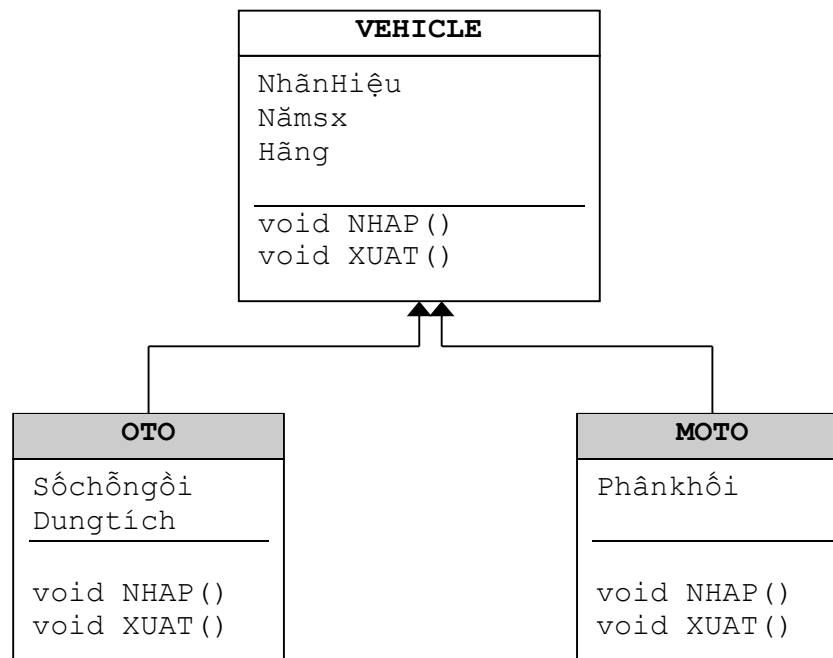 VEHICLE
NhãnHiệu
Nămsx
Hãng
void NHAP()
void XUAT()
OTO
Sốchỗngồi
Dungtích
void NHAP()
void XUAT()
MOTO
Phânkhối
void NHAP()
void XUAT()